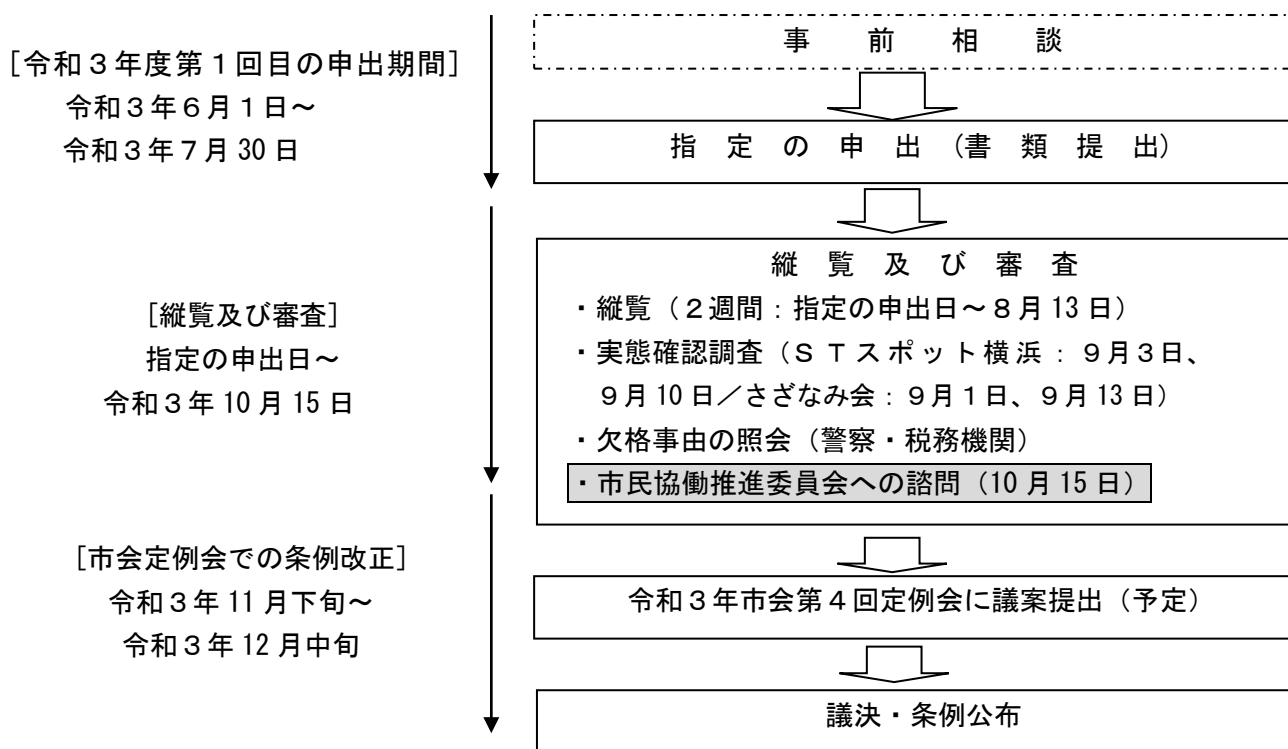 [令和３年度第１回目の申出期間]
令和３年６月１日～
令和３年７月 30 日
事　前　相　談
指　定　の　申　出　(書　類　提　出)
[縦覧及び審査]
指定の申出日～
令和３年 10 月 15 日
縦　覧　及　び　審　査
・縦覧（２週間：指定の申出日～８月 13 日）
・実態確認調査（ＳＴスポット横浜：９月３日、
９月 10 日／さざなみ会：９月１日、９月 13 日）
・欠格事由の照会（警察・税務機関）
・市民協働推進委員会への諮問（10 月 15 日）
[市会定例会での条例改正]
令和３年 11 月下旬～
令和３年 12 月中旬
令和３年市会第４回定例会に議案提出（予定）
議決・条例公布